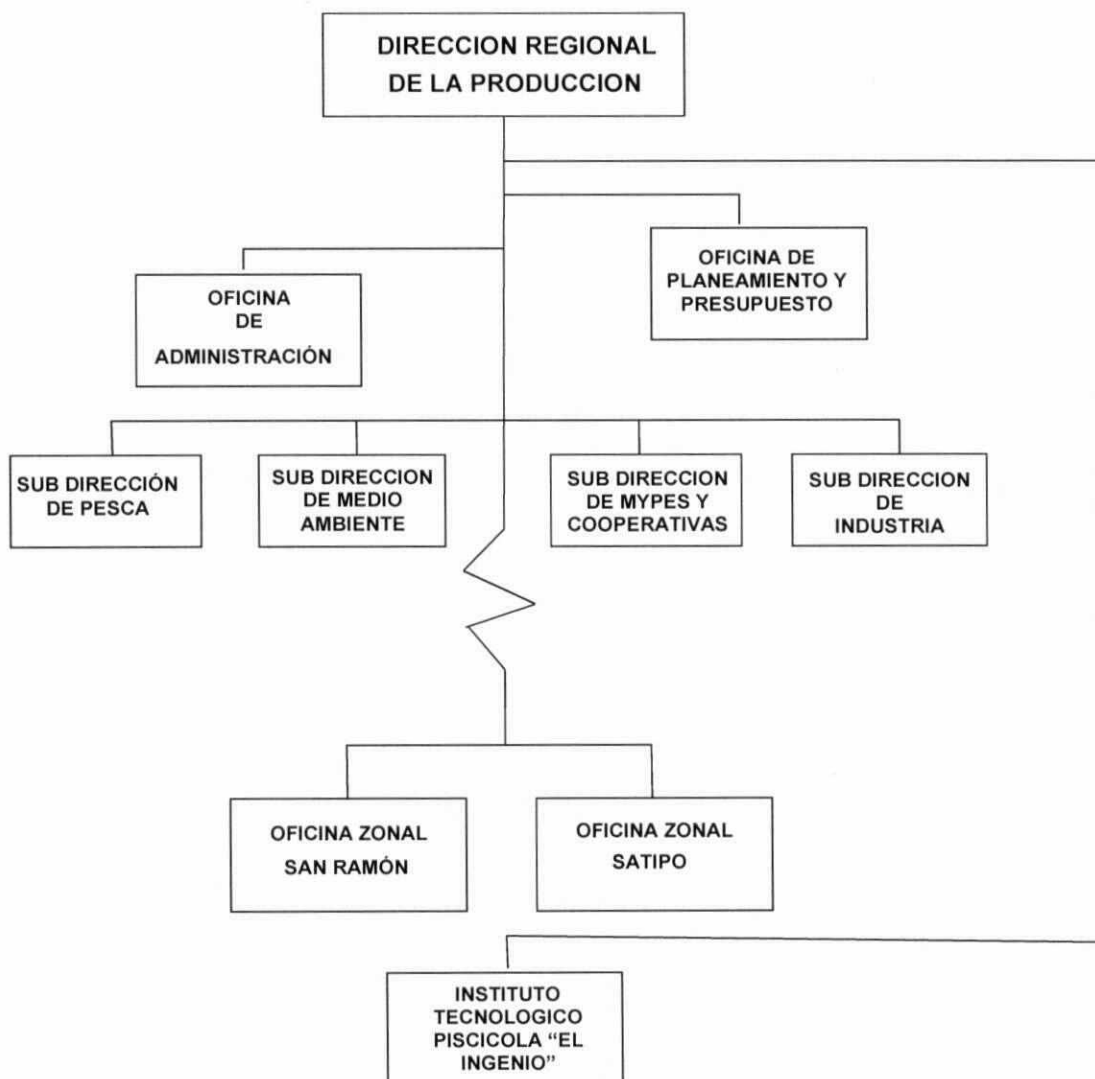 DIRECCION REGIONAL
DE LA PRODUCCION
OFICINA DE
PLANEAMIENTO Y
PRESUPUESTO
OFICINA
DE
ADMINISTRACIÓN
SUB DIRECCIÓN
DE PESCA
SUB DIRECCION
DE MEDIO
AMBIENTE
SUB DIRECCION
DE MYPES Y
COOPERATIVAS
SUB DIRECCION
DE
INDUSTRIA
OFICINA ZONAL
SAN RAMÓN
OFICINA ZONAL
SATIPO
INSTITUTO
TECNOLOGICO
PISCICOLA “EL
INGENIO”